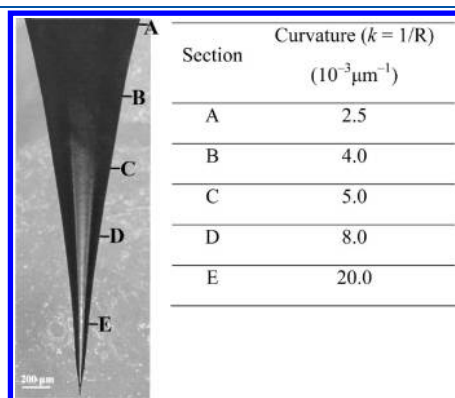 A
B
C
D
E
200 μm
Section Curvature (k = 1/R)
(10⁻³μm⁻¹)
A 2.5
B 4.0
C 5.0
D 8.0
E 20.0